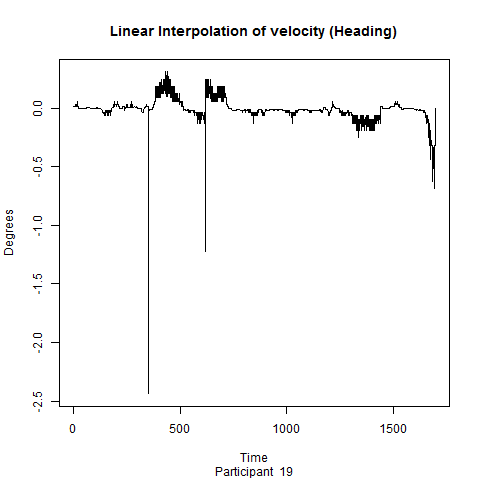 Linear Interpolation of velocity (Heading)
Degrees
0.0
-0.5
-1.0
-1.5
-2.0
-2.5
0 500 1000 1500
Time
Participant 19